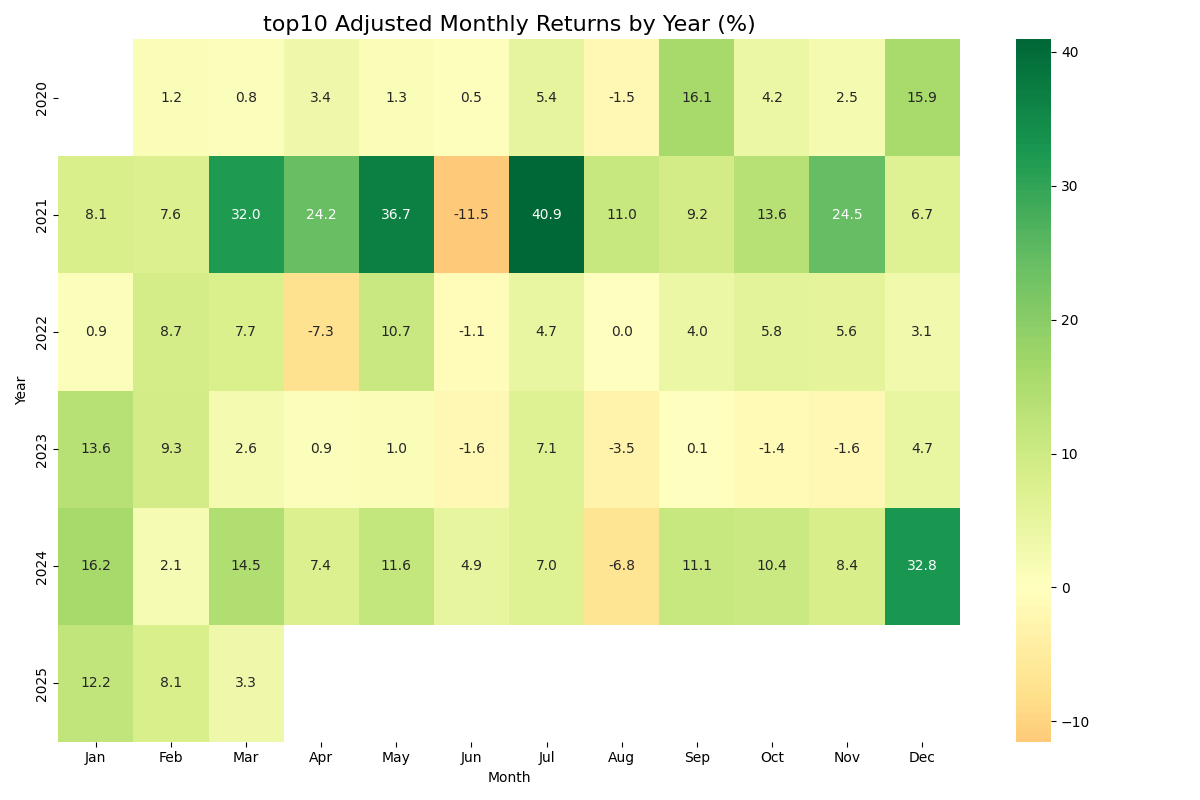 top10 Adjusted Monthly Returns by Year (%)
2020 1.2 0.8 3.4 1.3 0.5 5.4 -1.5 16.1 4.2 2.5 15.9
2021 8.1 7.6 32.0 24.2 36.7 -11.5 40.9 11.0 9.2 13.6 24.5 6.7
2022 0.9 8.7 7.7 -7.3 10.7 -1.1 4.7 0.0 4.0 5.8 5.6 3.1
2023 13.6 9.3 2.6 0.9 1.0 -1.6 7.1 -3.5 0.1 -1.4 -1.6 4.7
2024 16.2 2.1 14.5 7.4 11.6 4.9 7.0 -6.8 11.1 10.4 8.4 32.8
2025 12.2 8.1 3.3
Year
Jan Feb Mar Apr May Jun Jul Aug Sep Oct Nov Dec
Month
40
30
20
10
0
−10